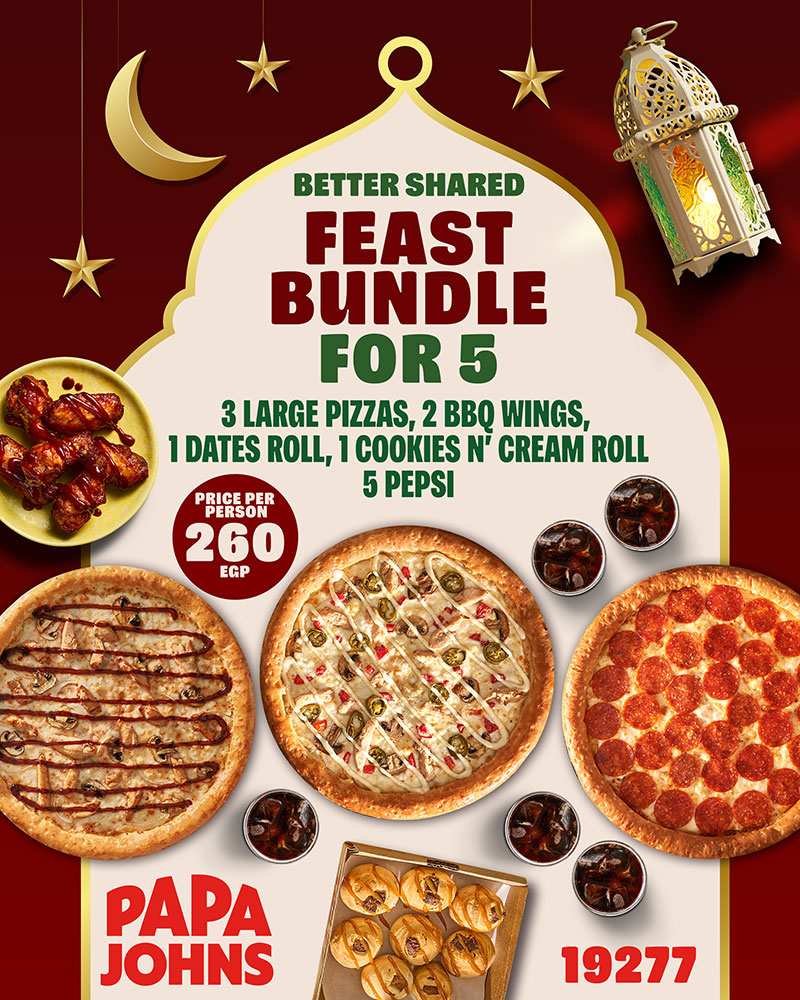 BETTER SHARED
FEAST
BUNDLE
FOR 5
3 LARGE PIZZAS, 2 BBQ WINGS,
1 DATES ROLL, 1 COOKIES N' CREAM ROLL
5 PEPSI
PRICE PER
PERSON
260
EGP
PAPA
JOHNS
19277